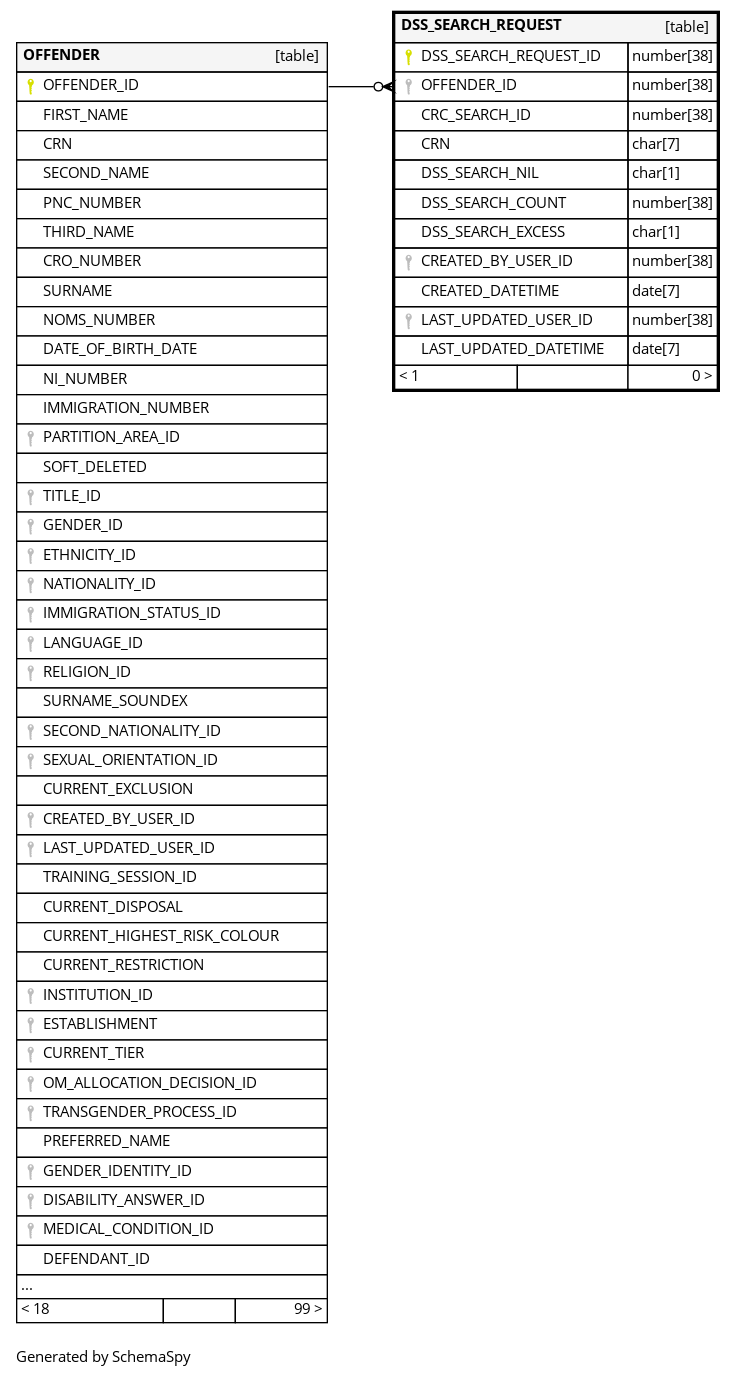 OFFENDER [table]
OFFENDER_ID
FIRST_NAME
CRN
SECOND_NAME
PNC_NUMBER
THIRD_NAME
CRO_NUMBER
SURNAME
NOMS_NUMBER
DATE_OF_BIRTH_DATE
NI_NUMBER
IMMIGRATION_NUMBER
PARTITION_AREA_ID
SOFT_DELETED
TITLE_ID
GENDER_ID
ETHNICITY_ID
NATIONALITY_ID
IMMIGRATION_STATUS_ID
LANGUAGE_ID
RELIGION_ID
SURNAME_SOUNDEX
SECOND_NATIONALITY_ID
SEXUAL_ORIENTATION_ID
CURRENT_EXCLUSION
CREATED_BY_USER_ID
LAST_UPDATED_USER_ID
TRAINING_SESSION_ID
CURRENT_DISPOSAL
CURRENT_HIGHEST_RISK_COLOUR
CURRENT_RESTRICTION
INSTITUTION_ID
ESTABLISHMENT
CURRENT_TIER
OM_ALLOCATION_DECISION_ID
TRANSGENDER_PROCESS_ID
PREFERRED_NAME
GENDER_IDENTITY_ID
DISABILITY_ANSWER_ID
MEDICAL_CONDITION_ID
DEFENDANT_ID
...
< 18 99 >
DSS_SEARCH_REQUEST [table]
DSS_SEARCH_REQUEST_ID number[38]
OFFENDER_ID number[38]
CRC_SEARCH_ID number[38]
CRN char[7]
DSS_SEARCH_NIL char[1]
DSS_SEARCH_COUNT number[38]
DSS_SEARCH_EXCESS char[1]
CREATED_BY_USER_ID number[38]
CREATED_DATETIME date[7]
LAST_UPDATED_USER_ID number[38]
LAST_UPDATED_DATETIME date[7]
< 1 0 >
Generated by SchemaSpy